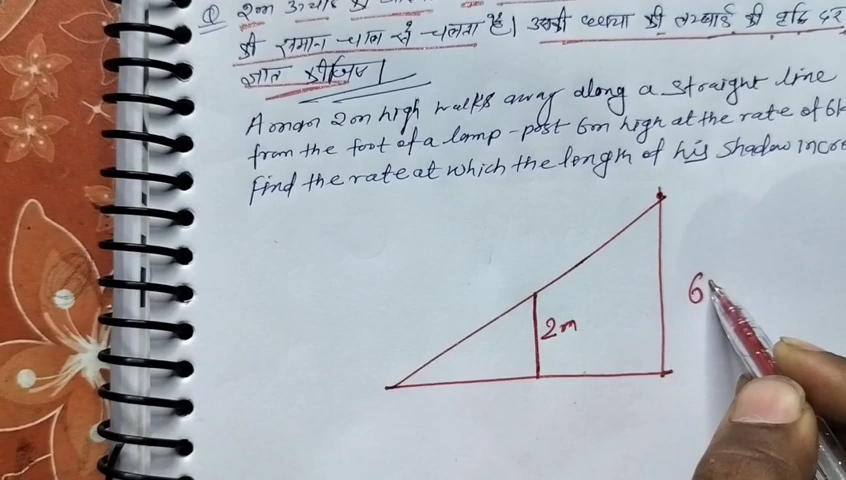 Q 2m ऊंचाई
की समान चाल से चलता है। उसकी छाया की लम्बाई की वृद्धि दर
ज्ञात कीजिए।
A man 2m high walks away along a straight line
from the foot of a lamp-post 6m high at the rate of 6k
Find the rate at which the length of his shadow incre
2m
6